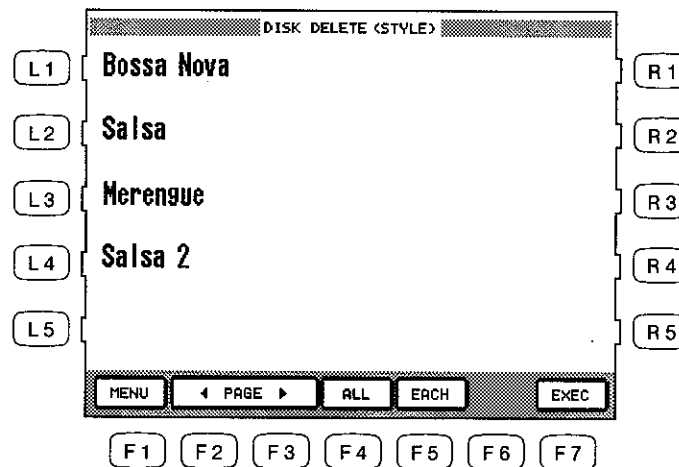 DISK DELETE (STYLE)
L1 Bossa Nova R1
L2 Salsa R2
L3 Merengue R3
L4 Salsa 2 R4
L5 R5
MENU ◄ PAGE ► ALL EACH EXEC
F1 F2 F3 F4 F5 F6 F7